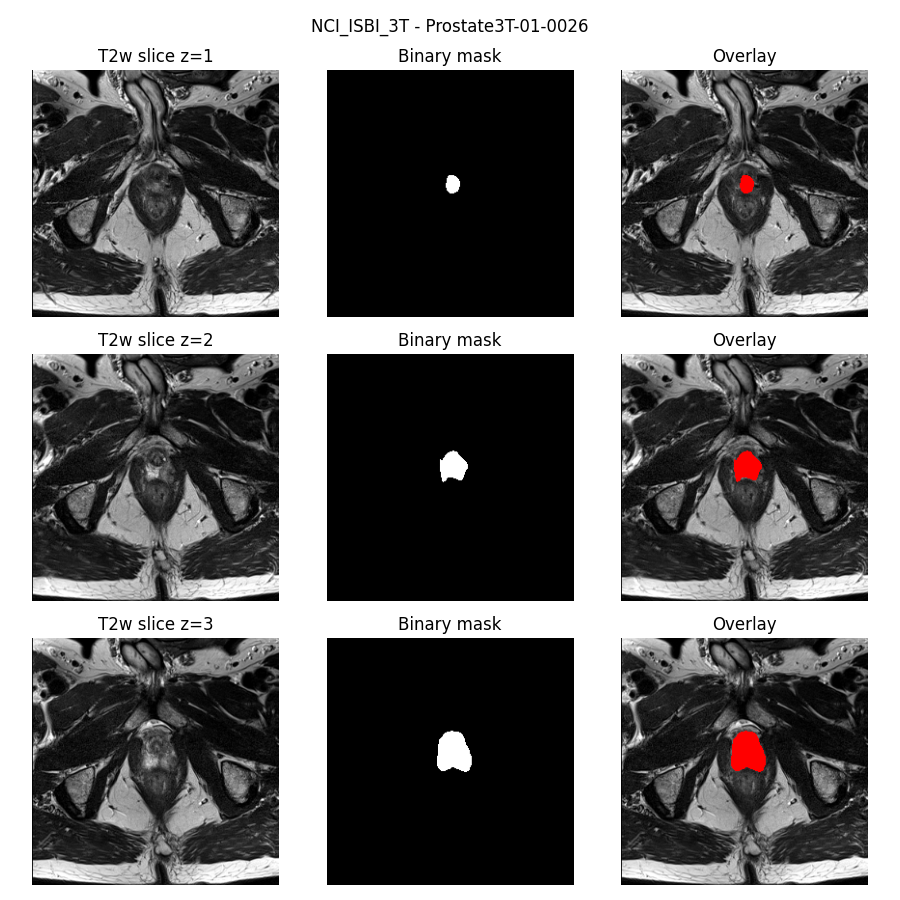 NCI_ISBI_3T - Prostate3T-01-0026
T2w slice z=1
Binary mask
Overlay
T2w slice z=2
Binary mask
Overlay
T2w slice z=3
Binary mask
Overlay